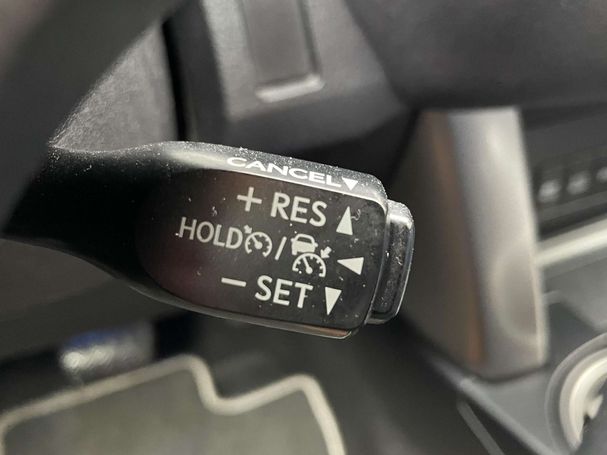 CANCEL▼
+ RES ▲
HOLD / ◀
− SET ▼